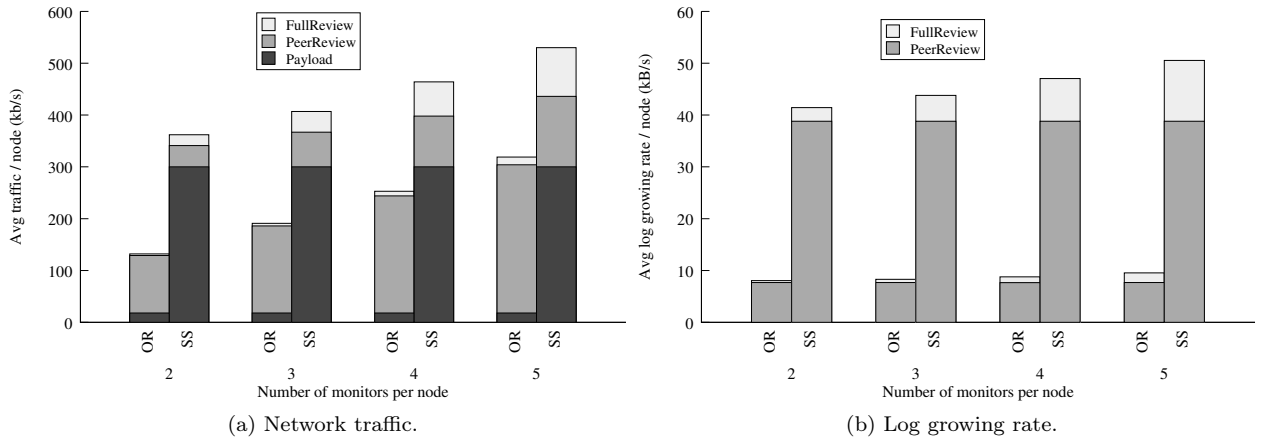 600
500
400
300
200
100
0
Avg traffic / node (kb/s)
FullReview
PeerReview
Payload
OR
SS
OR
SS
OR
SS
OR
SS
2
3
4
5
Number of monitors per node
(a) Network traffic.
60
50
40
30
20
10
0
Avg log growing rate / node (kB/s)
FullReview
PeerReview
OR
SS
OR
SS
OR
SS
OR
SS
2
3
4
5
Number of monitors per node
(b) Log growing rate.